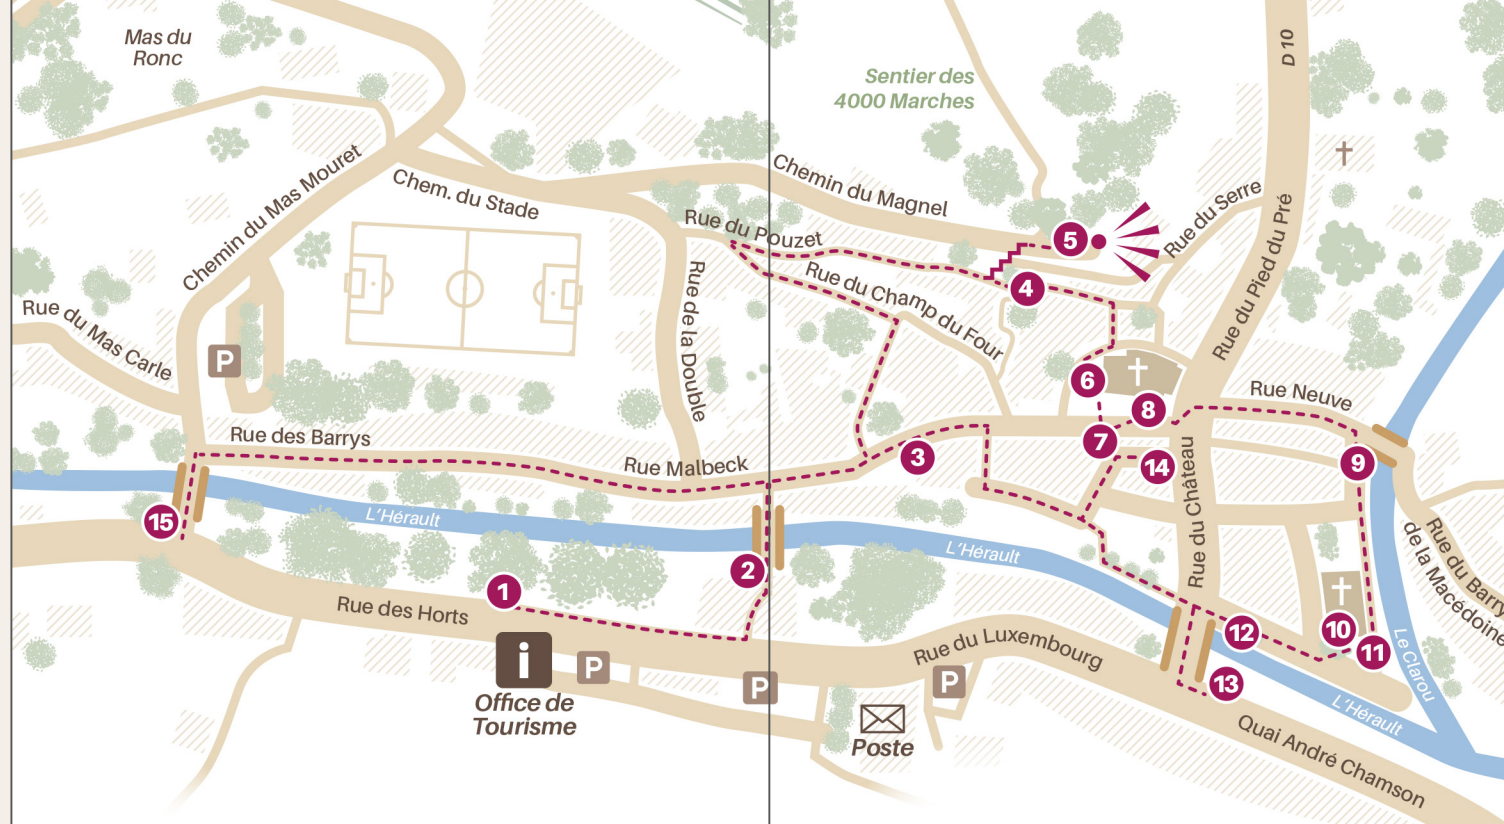 Mas du
Ronc
Sentier des
4000 Marches
D 10
Chemin du Mas Mouret
Chem. du Stade
Chemin du Magnel
Rue du Serre
Rue du Pouzet
5
Rue du Pied du Pré
Rue du Champ du Four
4
Rue de la Double
Rue du Mas Carle
P
6
8
Rue Neuve
7
Rue des Barrys
Rue Malbeck
3
14
9
Rue du Château
15
L'Hérault
2
L'Hérault
1
Rue des Horts
Rue du Barry
de la Macédoine
i
Office de
Tourisme
P
P
P
Rue du Luxembourg
12
10
11
13
Le Clarou
L'Hérault
Poste
Quai André Chamson